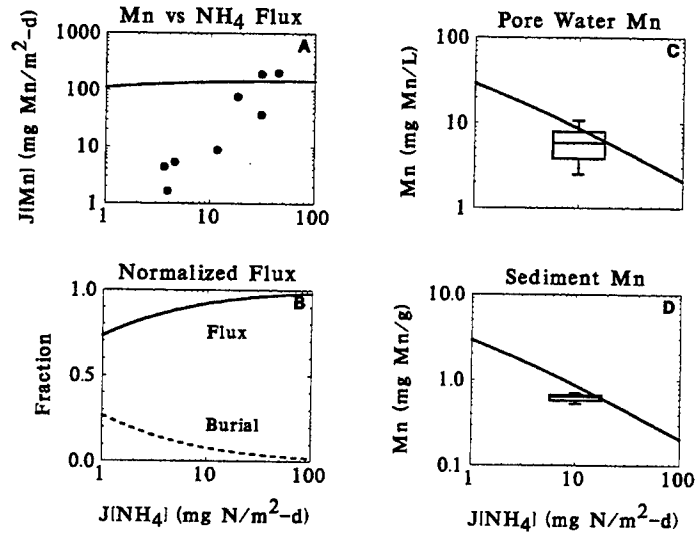 Mn vs NH4 Flux
A
1000
100
10
1
J[Mn] (mg Mn/m²-d)
1 10 100
Pore Water Mn
C
100
10
1
Mn (mg Mn/L)
Normalized Flux
B
1.0
0.5
0.0
Fraction
Flux
Burial
1 10 100
J[NH4] (mg N/m²-d)
Sediment Mn
D
10.0
1.0
0.1
Mn (mg Mn/g)
1 10 100
J[NH4] (mg N/m²-d)